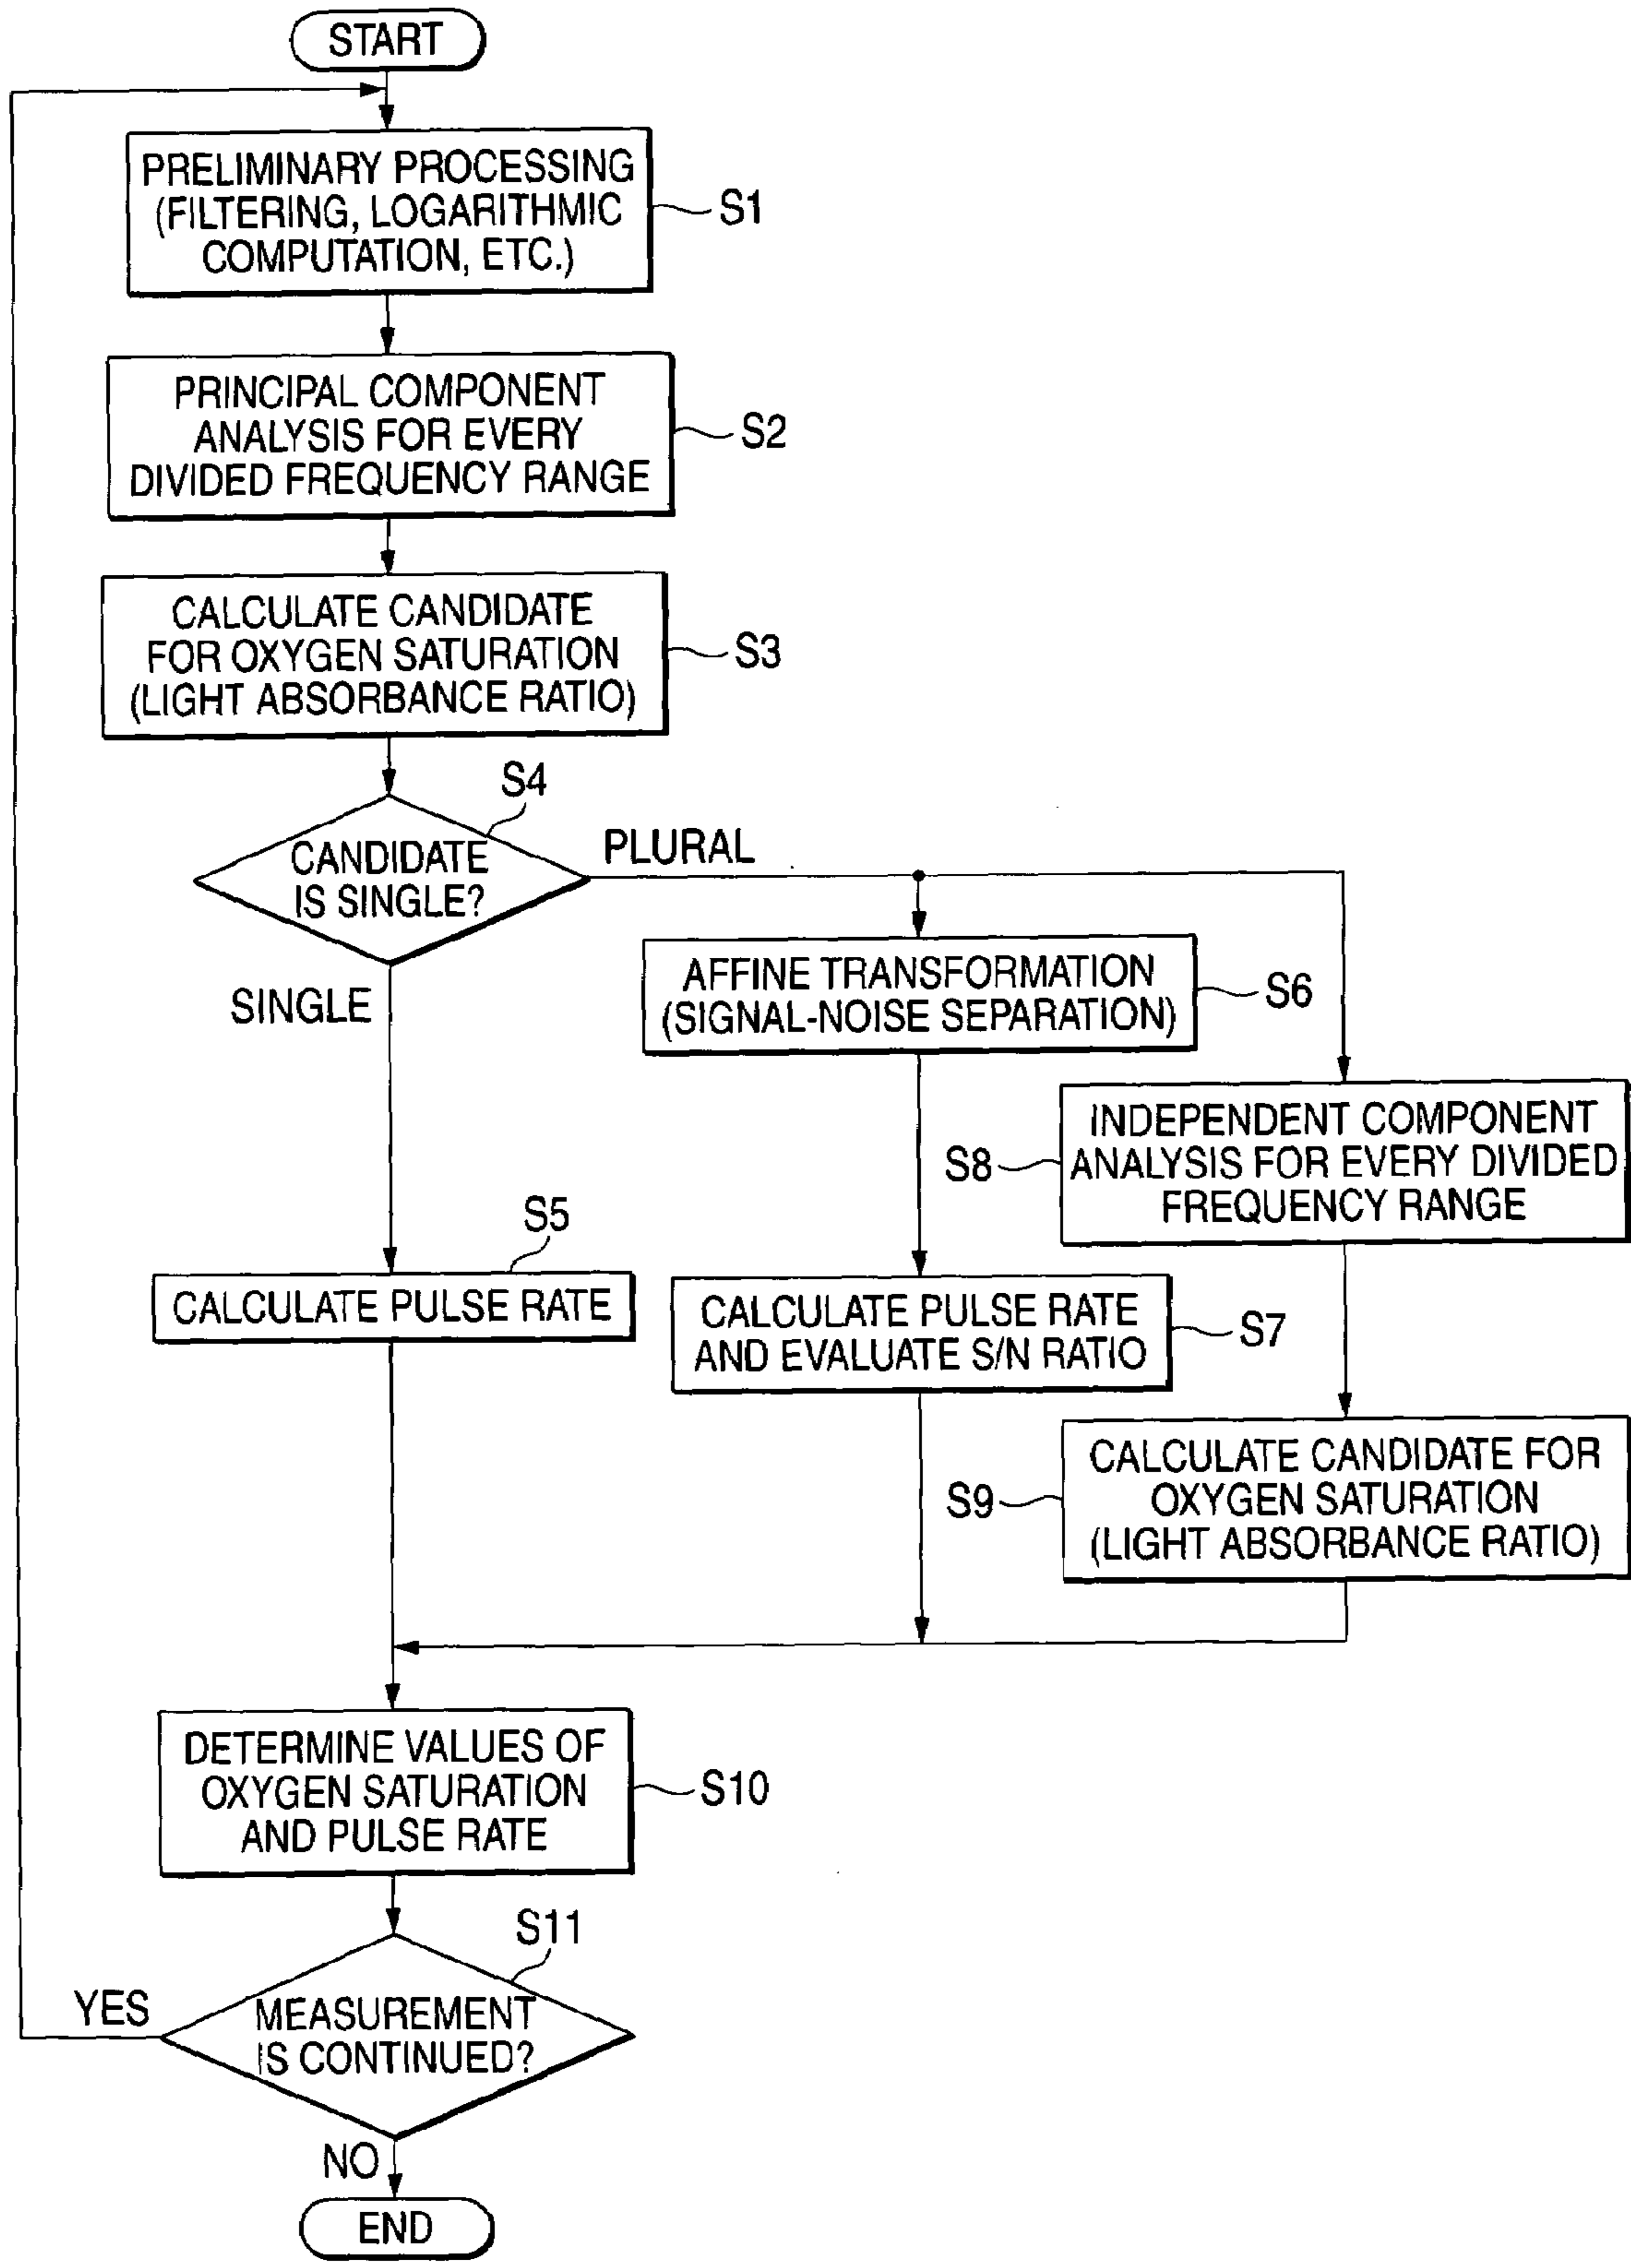 START
PRELIMINARY PROCESSING
(FILTERING, LOGARITHMIC
COMPUTATION, ETC.)
S1
PRINCIPAL COMPONENT
ANALYSIS FOR EVERY
DIVIDED FREQUENCY RANGE
S2
CALCULATE CANDIDATE
FOR OXYGEN SATURATION
(LIGHT ABSORBANCE RATIO)
S3
S4
CANDIDATE
IS SINGLE?
PLURAL
SINGLE
AFFINE TRANSFORMATION
(SIGNAL-NOISE SEPARATION)
S6
INDEPENDENT COMPONENT
ANALYSIS FOR EVERY DIVIDED
FREQUENCY RANGE
S8
S5
CALCULATE PULSE RATE
CALCULATE PULSE RATE
AND EVALUATE S/N RATIO
S7
CALCULATE CANDIDATE FOR
OXYGEN SATURATION
(LIGHT ABSORBANCE RATIO)
S9
DETERMINE VALUES OF
OXYGEN SATURATION
AND PULSE RATE
S10
S11
MEASUREMENT
IS CONTINUED?
YES
NO
END